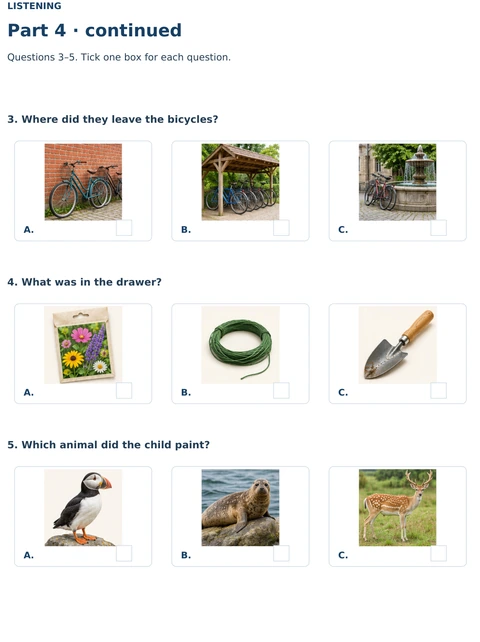 LISTENING
Part 4 · continued
Questions 3–5. Tick one box for each question.
3. Where did they leave the bicycles?
A.
B.
C.
4. What was in the drawer?
A.
B.
C.
5. Which animal did the child paint?
A.
B.
C.